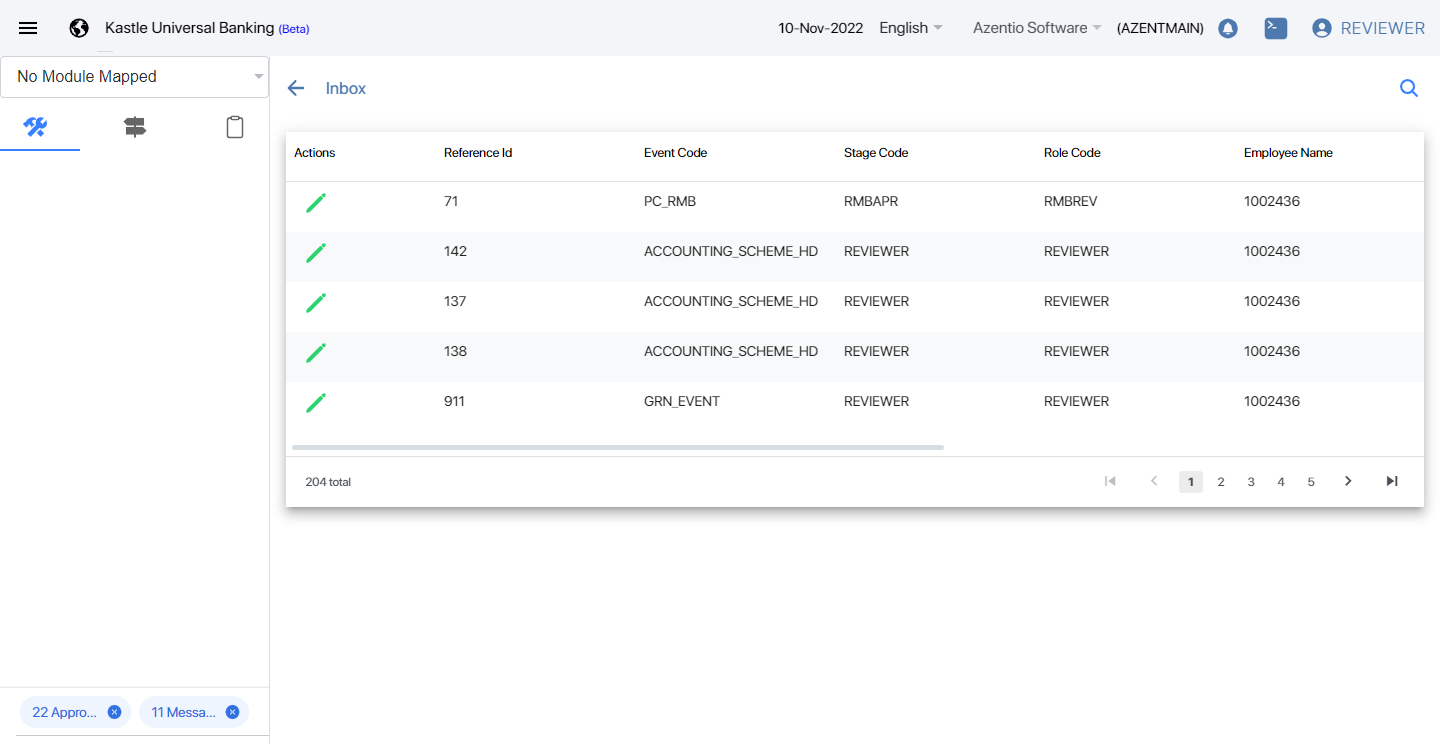 Kastle Universal Banking (Beta) 10-Nov-2022 English Azentio Software (AZENTMAIN) REVIEWER
No Module Mapped
Inbox
Actions Reference Id Event Code Stage Code Role Code Employee Name
71 PC_RMB RMBAPR RMBREV 1002436
142 ACCOUNTING_SCHEME_HD REVIEWER REVIEWER 1002436
137 ACCOUNTING_SCHEME_HD REVIEWER REVIEWER 1002436
138 ACCOUNTING_SCHEME_HD REVIEWER REVIEWER 1002436
911 GRN_EVENT REVIEWER REVIEWER 1002436
204 total 1 2 3 4 5
22 Appro... 11 Messa...